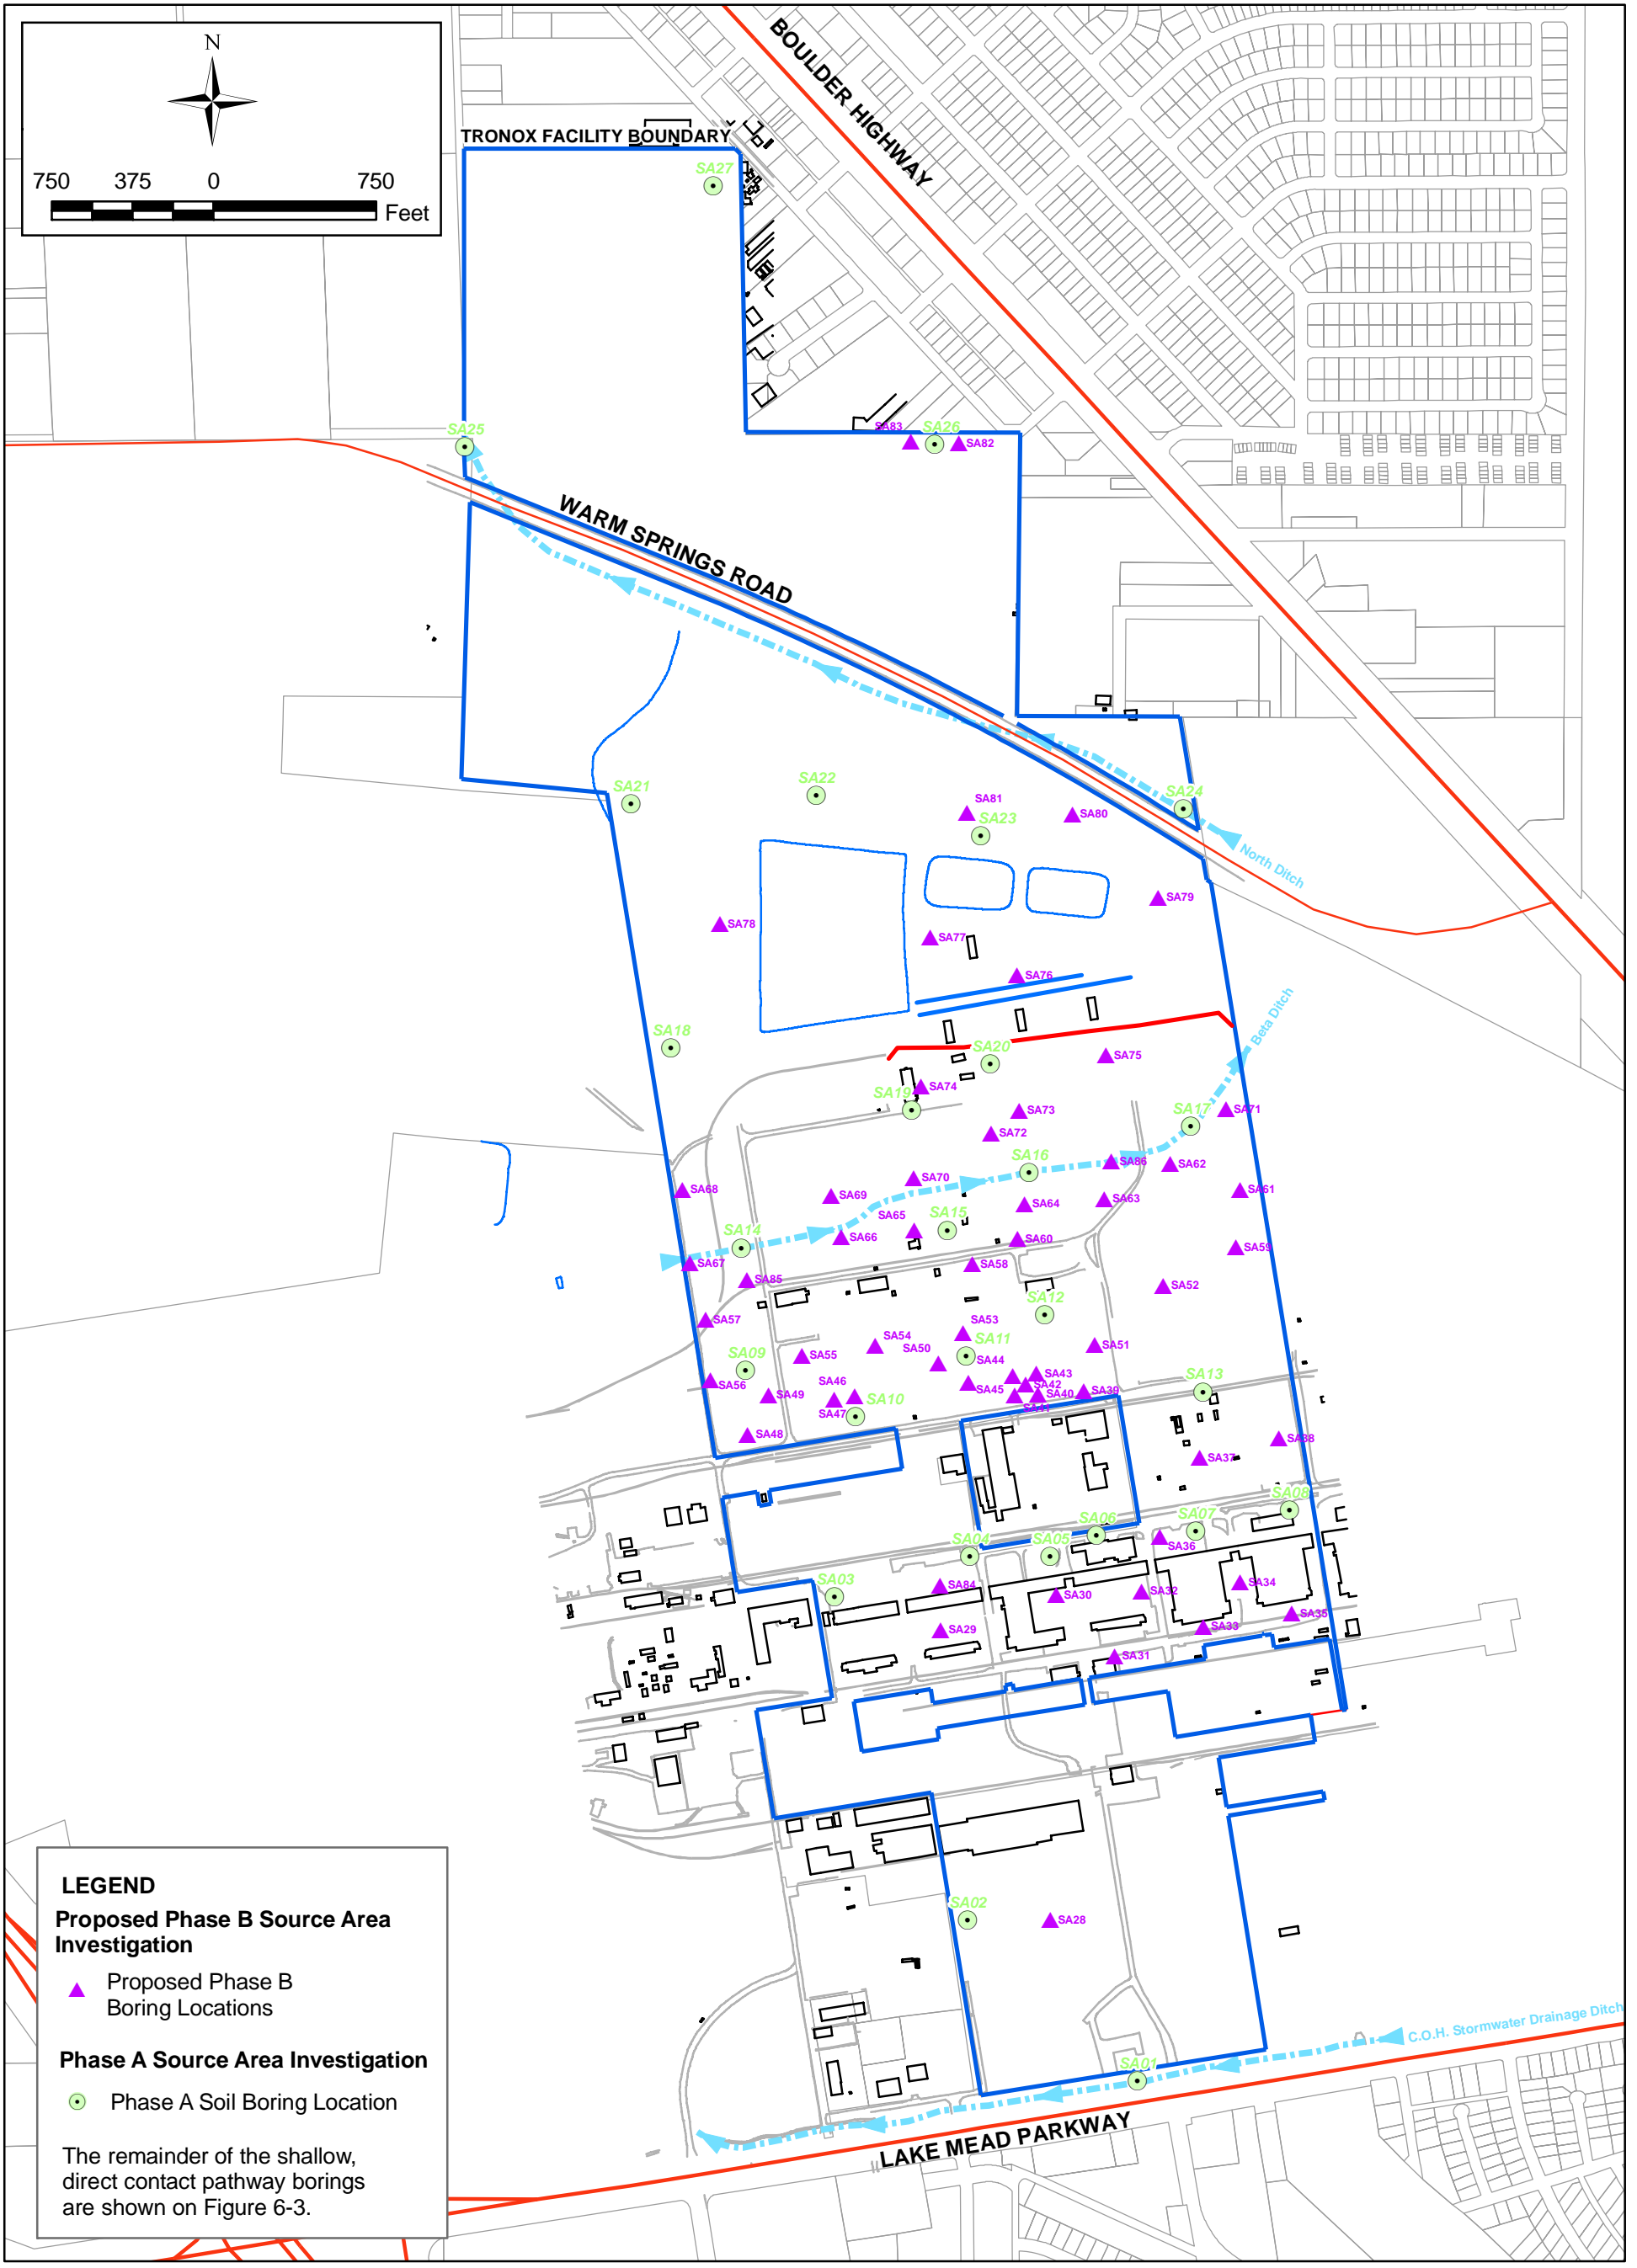 N
750 375 0 750
Feet
BOULDER HIGHWAY
TRONOX FACILITY BOUNDARY
SA27
SA25
SA83
SA26
SA82
WARM SPRINGS ROAD
SA21
SA22
SA81
SA23
SA80
SA24
North Ditch
SA79
SA78
SA77
SA76
Beta Ditch
SA18
SA20
SA75
SA74
SA19
SA73
SA71
SA17
SA72
SA86
SA62
SA16
SA70
SA68
SA69
SA61
SA63
SA64
SA65
SA15
SA66
SA60
SA14
SA59
SA67
SA58
SA85
SA52
SA12
SA57
SA53
SA54
SA11
SA51
SA50
SA55
SA44
SA09
SA43
SA56
SA46
SA45
SA42
SA49
SA40
SA39
SA13
SA10
SA47
SA41
SA48
SA38
SA37
SA08
SA07
SA06
SA36
SA04
SA05
SA03
SA84
SA30
SA32
SA34
SA29
SA33
SA35
SA31
SA02
SA28
C.O.H. Stormwater Drainage Ditch
SA01
LAKE MEAD PARKWAY
LEGEND
Proposed Phase B Source Area
Investigation
Proposed Phase B
Boring Locations
Phase A Source Area Investigation
Phase A Soil Boring Location
The remainder of the shallow,
direct contact pathway borings
are shown on Figure 6-3.